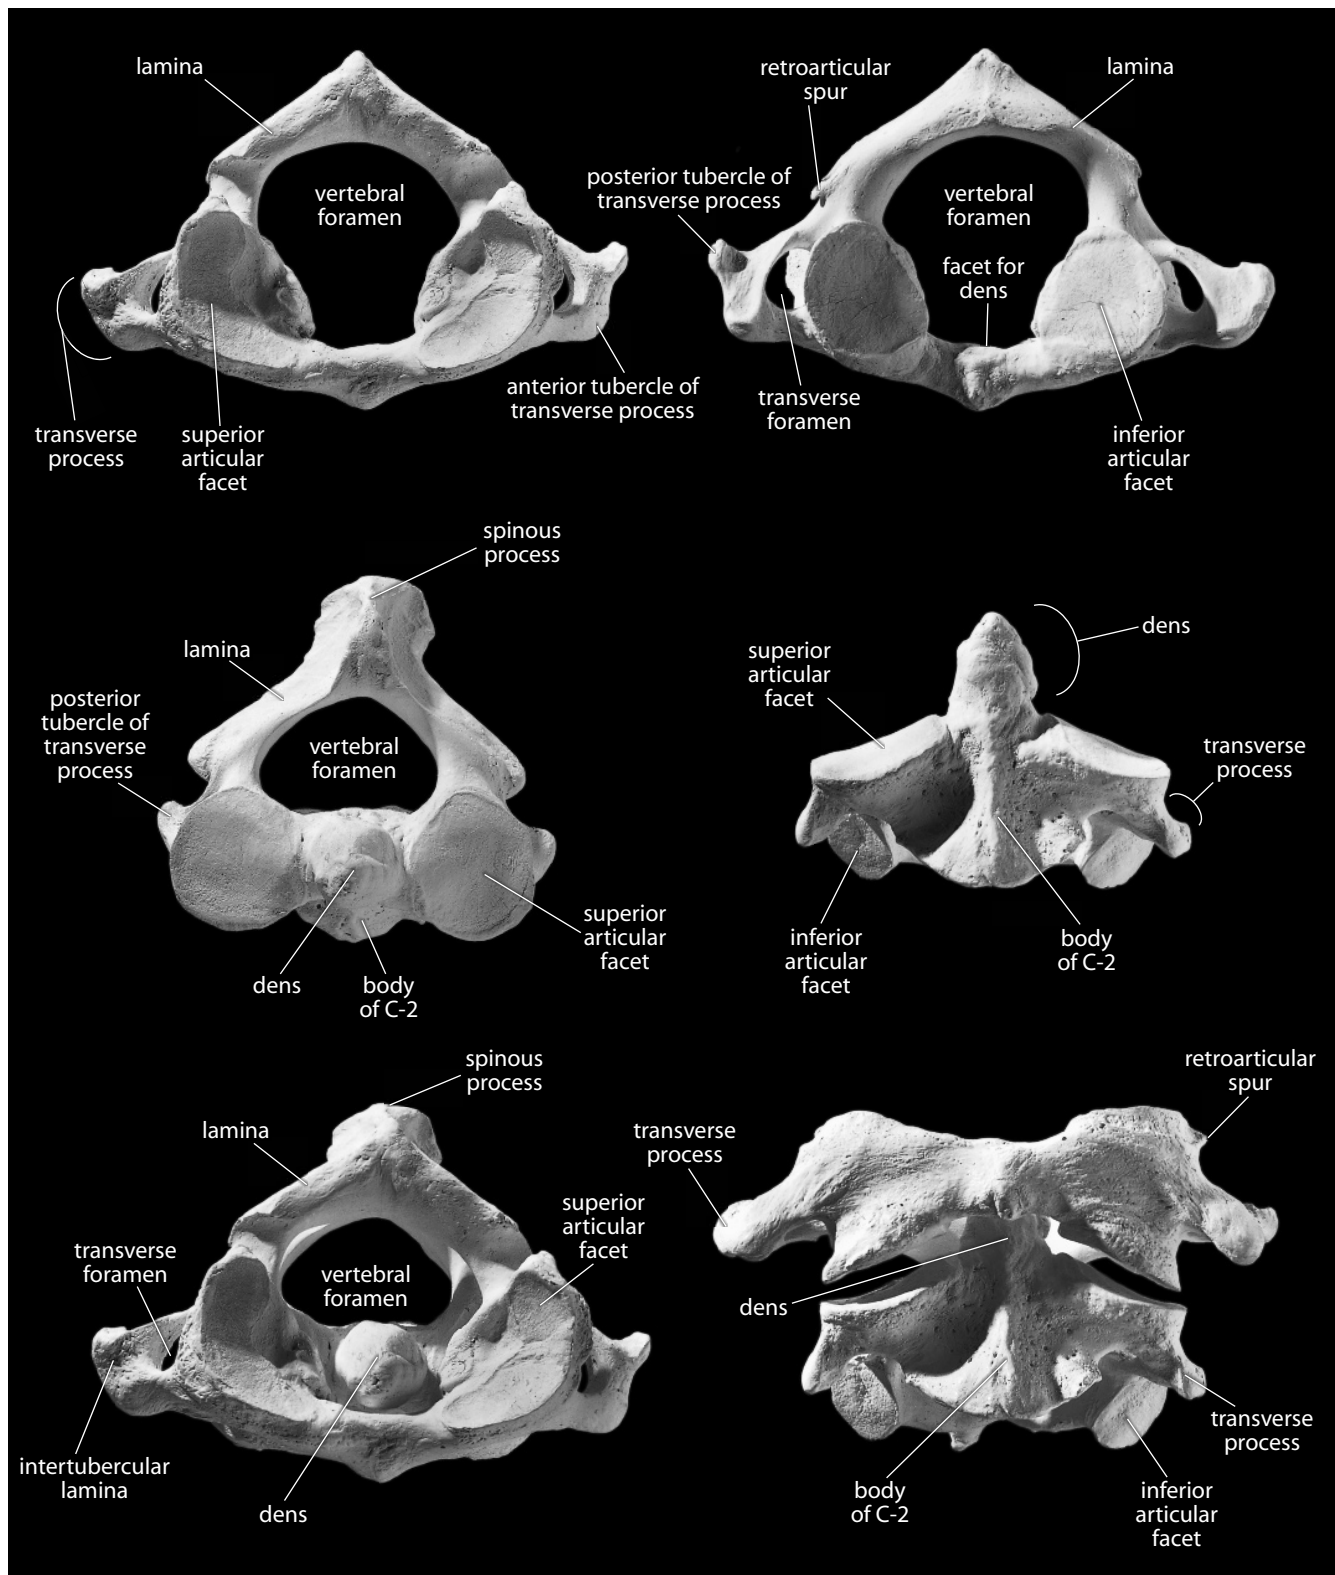 lamina
vertebral
foramen
transverse
process
superior
articular
facet
anterior tubercle of
transverse process
retroarticular
spur
lamina
posterior tubercle of
transverse process
vertebral
foramen
facet for
dens
transverse
foramen
inferior
articular
facet
spinous
process
lamina
posterior
tubercle of
transverse
process
vertebral
foramen
superior
articular
facet
dens
body
of C-2
dens
superior
articular
facet
transverse
process
inferior
articular
facet
body
of C-2
spinous
process
lamina
superior
articular
facet
transverse
foramen
vertebral
foramen
intertubercular
lamina
dens
retroarticular
spur
transverse
process
dens
transverse
process
body
of C-2
inferior
articular
facet